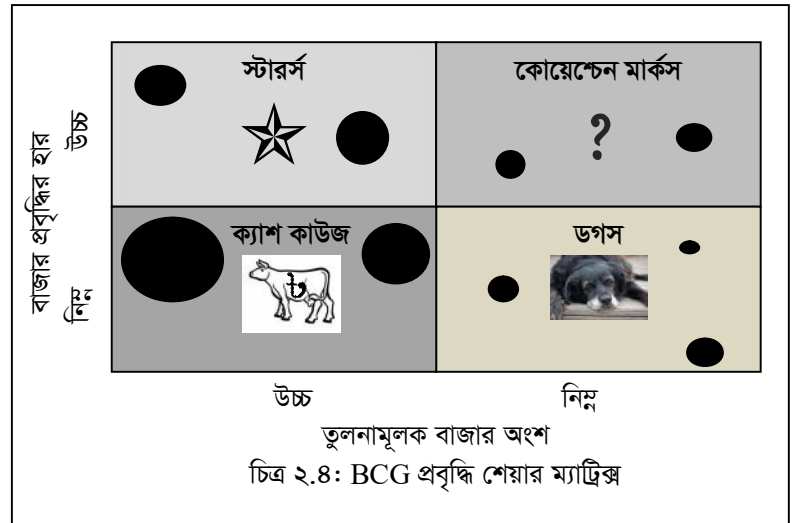 স্টারর্স
কোয়েশ্চেন মার্কস
?
ক্যাশ কাউজ
৳
ডগস
বাজার প্রবৃদ্ধির হার
উচ্চ
নিম্ন
উচ্চ
নিম্ন
তুলনামূলক বাজার অংশ
চিত্র ২.৪: BCG প্রবৃদ্ধি শেয়ার ম্যাট্রিক্স